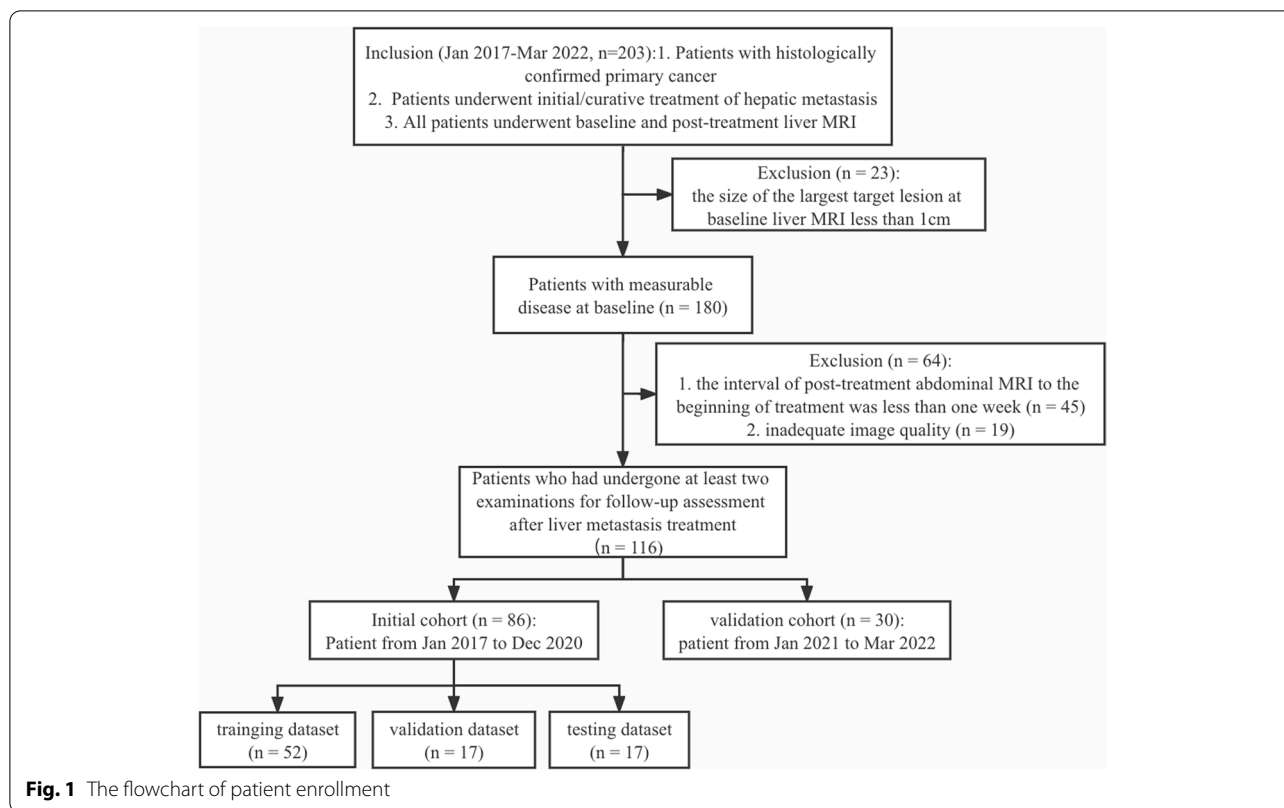 Inclusion (Jan 2017-Mar 2022, n=203):1. Patients with histologically
confirmed primary cancer
2. Patients underwent initial/curative treatment of hepatic metastasis
3. All patients underwent baseline and post-treatment liver MRI
Exclusion (n = 23):
the size of the largest target lesion at
baseline liver MRI less than 1cm
Patients with measurable
disease at baseline (n = 180)
Exclusion (n = 64):
1. the interval of post-treatment abdominal MRI to the
beginning of treatment was less than one week (n = 45)
2. inadequate image quality (n = 19)
Patients who had undergone at least two
examinations for follow-up assessment
after liver metastasis treatment
(n = 116)
Initial cohort (n = 86):
Patient from Jan 2017 to Dec 2020
validation cohort (n = 30):
patient from Jan 2021 to Mar 2022
trainging dataset
(n = 52)
validation dataset
(n = 17)
testing dataset
(n = 17)
Fig. 1 The flowchart of patient enrollment